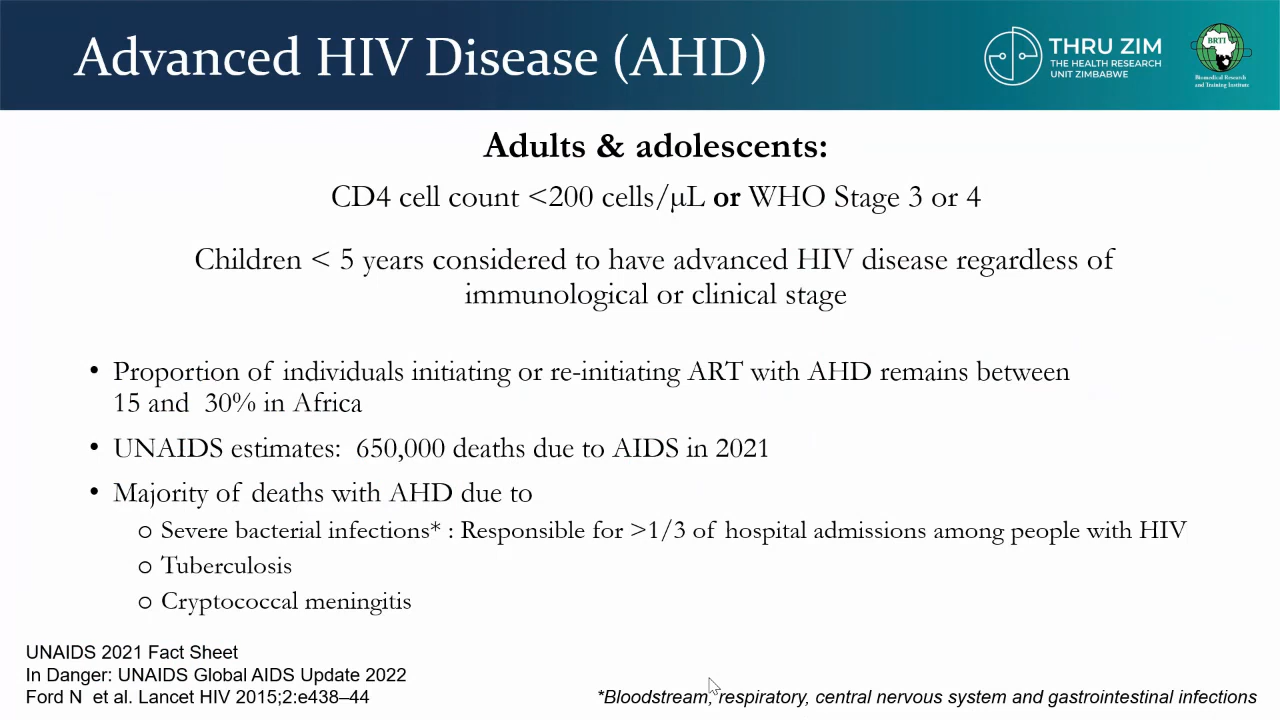 Advanced HIV Disease (AHD)
THRU ZIM
THE HEALTH RESEARCH
UNIT ZIMBABWE
BRTI
Biomedical Research
and Training Institute
Adults & adolescents:
CD4 cell count <200 cells/µL or WHO Stage 3 or 4
Children < 5 years considered to have advanced HIV disease regardless of
immunological or clinical stage
• Proportion of individuals initiating or re-initiating ART with AHD remains between
15 and 30% in Africa
• UNAIDS estimates: 650,000 deaths due to AIDS in 2021
• Majority of deaths with AHD due to
o Severe bacterial infections* : Responsible for >1/3 of hospital admissions among people with HIV
o Tuberculosis
o Cryptococcal meningitis
UNAIDS 2021 Fact Sheet
In Danger: UNAIDS Global AIDS Update 2022
Ford N et al. Lancet HIV 2015;2:e438–44
*Bloodstream, respiratory, central nervous system and gastrointestinal infections